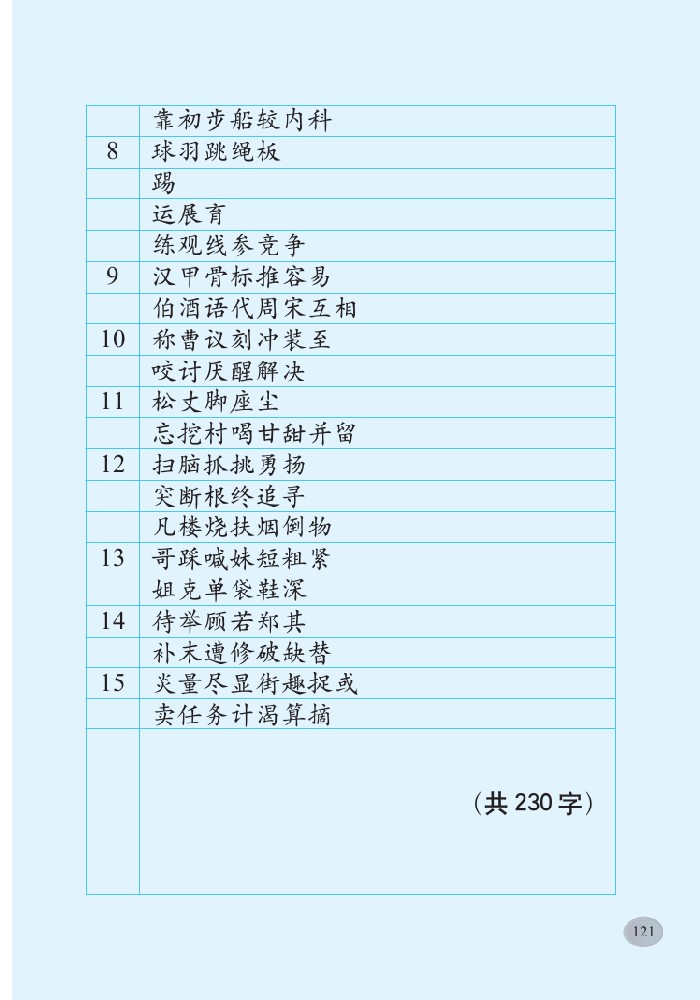 靠初步船较内科
8 球羽跳绳板
踢
运展育
练观线参竞争
9 汉甲骨标推容易
伯酒语代周宋互相
10 称曹议刻冲装至
咬讨厌醒解决
11 松丈脚座尘
忘挖村喝甘甜并留
12 扫脑抓挑勇扬
突断根终追寻
凡楼烧扶烟倒物
13 哥踩喊妹短粗紧
姐克单袋鞋深
14 待举顾若郑其
补末遭修破缺替
15 炎量尽显街趣捉或
卖任务计渴算摘
（共 230 字）
121